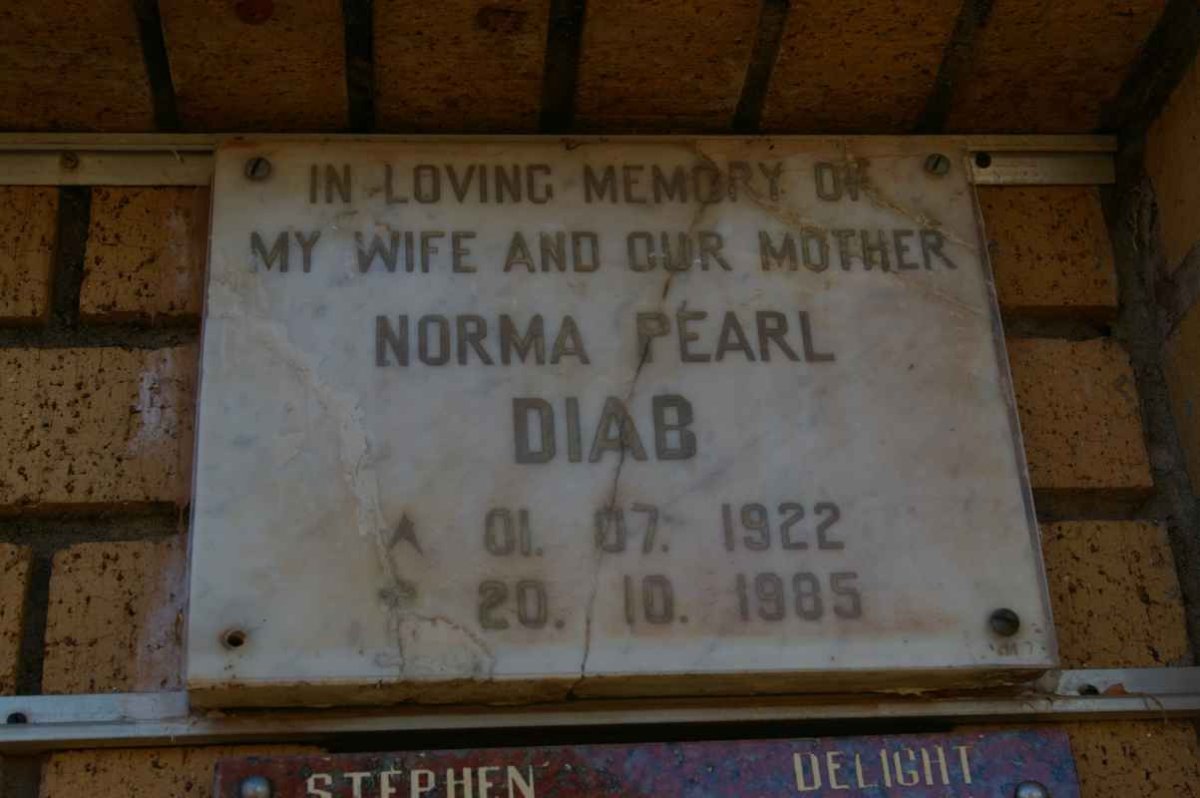 IN LOVING MEMORY OF
MY WIFE AND OUR MOTHER
NORMA PEARL
DIAB
01. 07. 1922
20. 10. 1985
STEPHEN DELIGHT